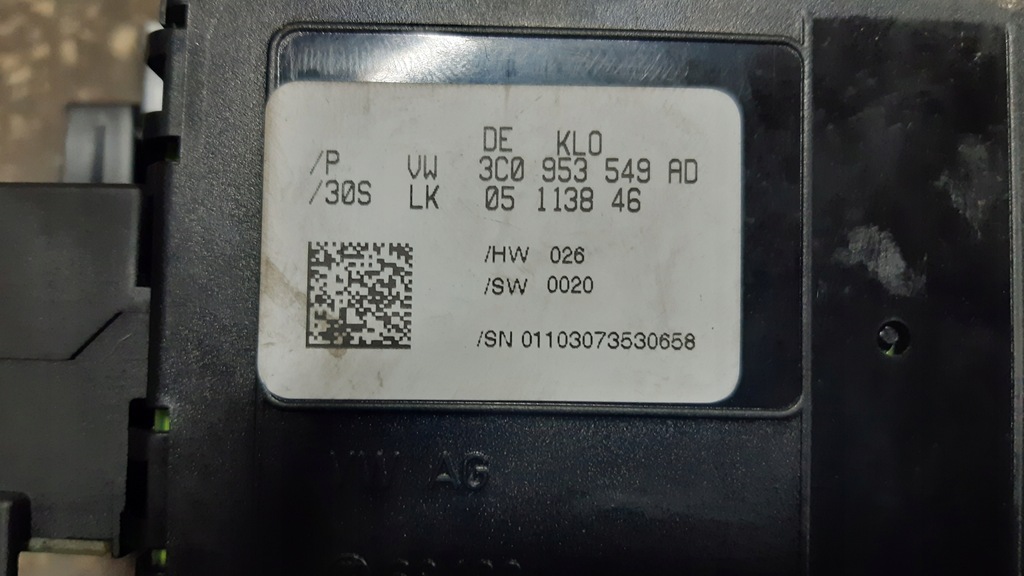 DE KLO
/P VW 3C0 953 549 AD
/30S LK 05 1138 46
/HW 026
/SW 0020
/SN 01103073530658
VW AG